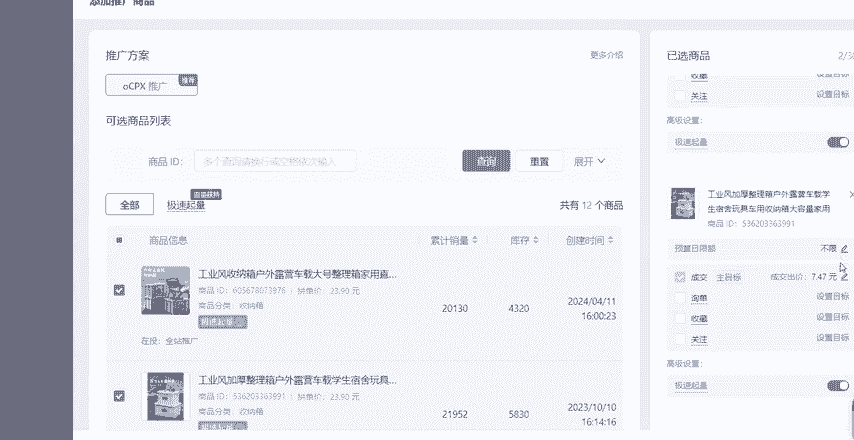 添加推广商品
推广方案
更多介绍
oCPX 推广
推荐
可选商品列表
商品 ID:
多个查询请换行或空格依次输入
查询
重置
展开
全部
极速起量
共有 12 个商品
商品信息
累计销量
库存
创建时间
工业风收纳箱户外露营车载大号整理箱家用嘉...
商品 ID: 605678073976 | 拼单价: 23.90 元
商品分类: 收纳箱
极速起量
在投: 全站推广
20130
4320
2024/04/11
16:00:23
工业风加厚整理箱户外露营车载学生宿舍玩具...
商品 ID: 536203363991 | 拼单价: 23.90 元
商品分类: 收纳箱
极速起量
21952
5830
2023/10/10
16:14:16
已选商品
收藏
设置目标
关注
设置目标
高级设置:
极速起量
工业风加厚整理箱户外露营车载学
生宿舍玩具车用收纳箱大容量家用
商品 ID: 536203363991
预算日限额
不限
成交
主目标
成交出价: 7.47 元
询单
设置目标
收藏
设置目标
关注
设置目标
高级设置:
极速起量